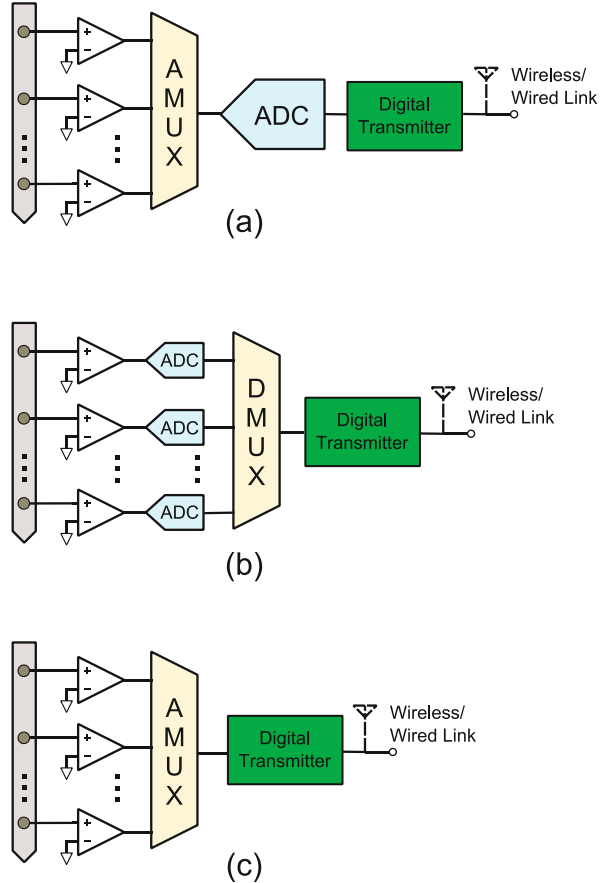 +
−
+
−
+
−
A
M
U
X
ADC
Digital
Transmitter
Wireless/
Wired Link
(a)
+
−
+
−
+
−
ADC
ADC
ADC
D
M
U
X
Digital
Transmitter
Wireless/
Wired Link
(b)
+
−
+
−
+
−
A
M
U
X
Digital
Transmitter
Wireless/
Wired Link
(c)